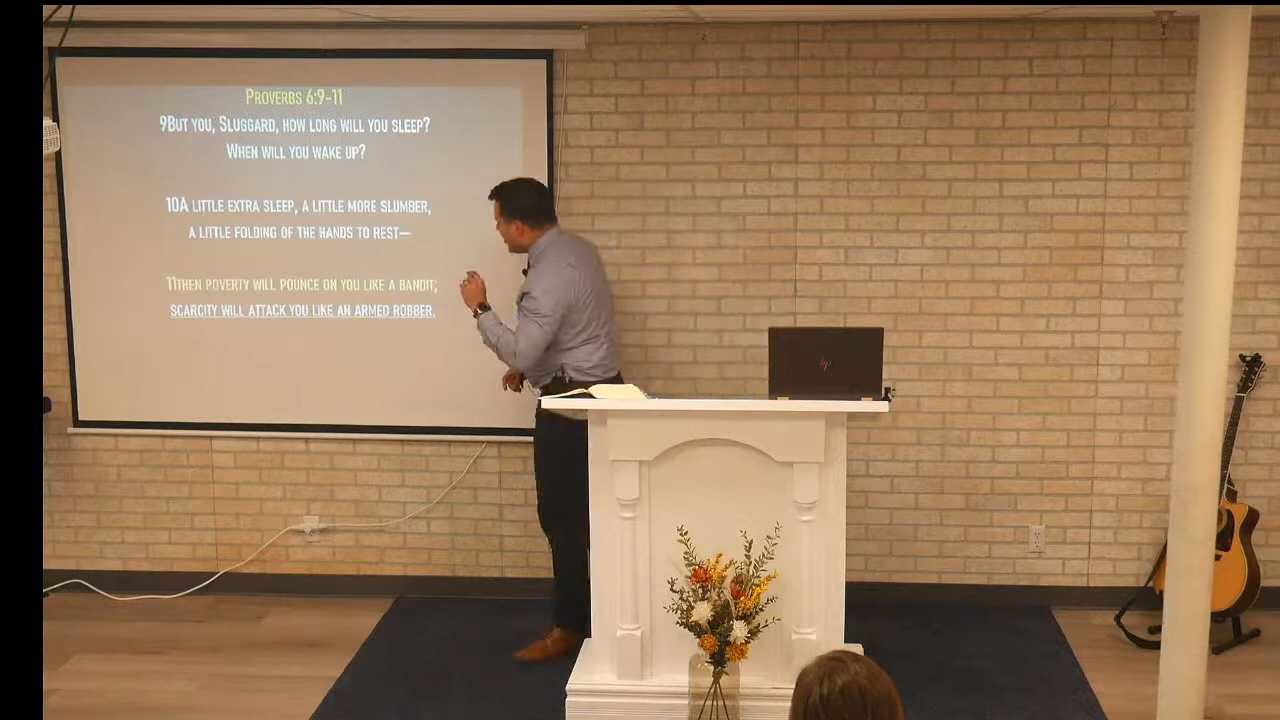 Proverbs 6:9-11
9But you, Sluggard, how long will you sleep?
When will you wake up?
10A little extra sleep, a little more slumber,
a little folding of the hands to rest—
11Then poverty will pounce on you like a bandit;
scarcity will attack you like an armed robber.
hp